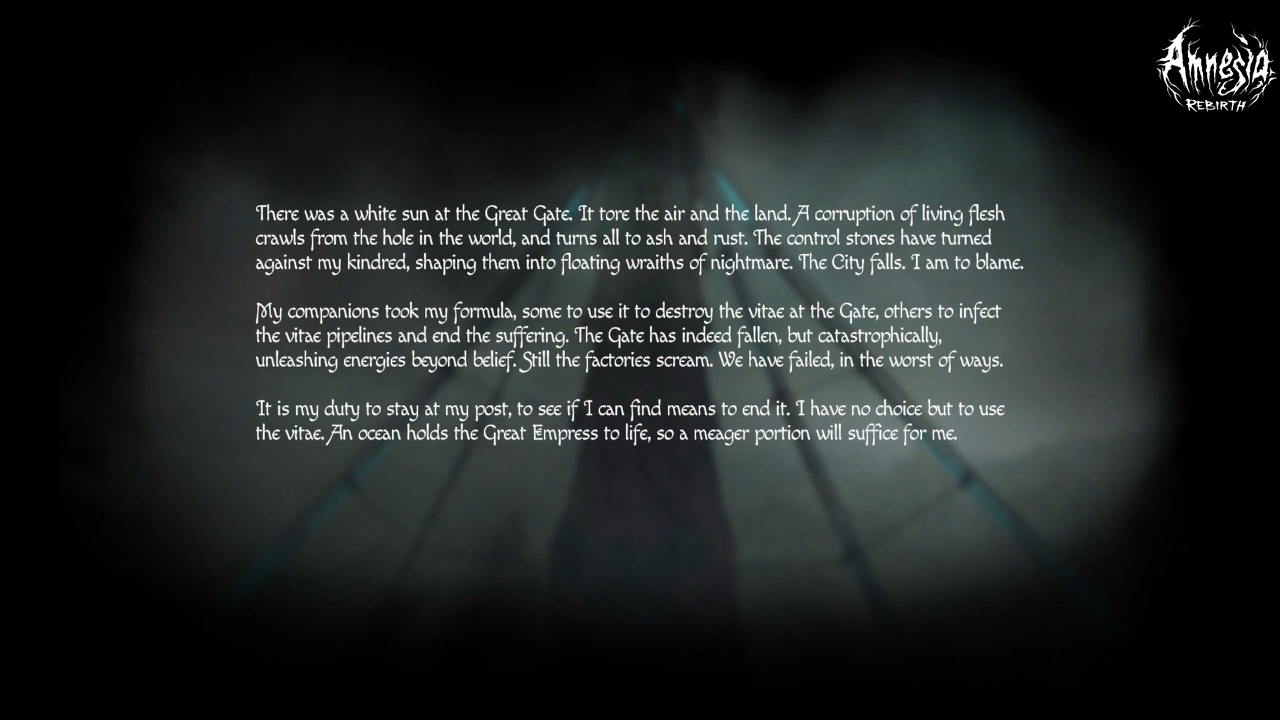 Amnesia
REBIRTH
There was a white sun at the Great Gate. It tore the air and the land. A corruption of living flesh
crawls from the hole in the world, and turns all to ash and rust. The control stones have turned
against my kindred, shaping them into floating wraiths of nightmare. The City falls. I am to blame.
My companions took my formula, some to use it to destroy the vitae at the Gate, others to infect
the vitae pipelines and end the suffering. The Gate has indeed fallen, but catastrophically,
unleashing energies beyond belief. Still the factories scream. We have failed, in the worst of ways.
It is my duty to stay at my post, to see if I can find means to end it. I have no choice but to use
the vitae. An ocean holds the Great Empress to life, so a meager portion will suffice for me.